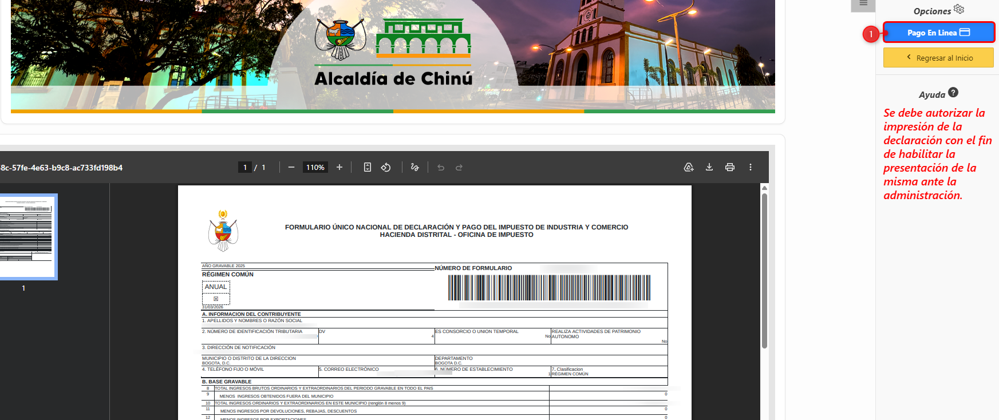 Alcaldía de Chinú
Opciones
1
Pago En Linea
Regresar al Inicio
Ayuda
Se debe autorizar la
impresión de la
declaración con el fin
de habilitar la
presentación de la
misma ante la
administración.
8c-57fe-4e63-b9c8-ac733fd198b4
1 / 1
110%
1
FORMULARIO ÚNICO NACIONAL DE DECLARACIÓN Y PAGO DEL IMPUESTO DE INDUSTRIA Y COMERCIO
HACIENDA DISTRITAL - OFICINA DE IMPUESTO
AÑO GRAVABLE 2025
NÚMERO DE FORMULARIO
RÉGIMEN COMÚN
ANUAL
☒
31/03/2026
A. INFORMACION DEL CONTRIBUYENTE
1. APELLIDOS Y NOMBRES O RAZÓN SOCIAL
2. NÚMERO DE IDENTIFICACIÓN TRIBUTARIA DV 4 ES CONSORCIO O UNION TEMPORAL No REALIZA ACTIVIDADES DE PATRIMONIO
AUTONOMO No
3. DIRECCIÓN DE NOTIFICACIÓN
MUNICIPIO O DISTRITO DE LA DIRECCION DEPARTAMENTO
BOGOTA, D.C. BOGOTA D.C.
4. TELÉFONO FIJO O MÓVIL 5. CORREO ELECTRÓNICO 6. NÚMERO DE ESTABLECIMIENTO 7. Clasificacion
1 RÉGIMEN COMÚN
B. BASE GRAVABLE
8 TOTAL INGRESOS BRUTOS ORDINARIOS Y EXTRAORDINARIOS DEL PERIODO GRAVABLE EN TODO EL PAIS
9 MENOS INGRESOS OBTENIDOS FUERA DEL MUNICIPIO 0
10 TOTAL INGRESOS ORDINARIOS Y EXTRAORDINARIOS EN ESTE MUNICIPIO (renglón 8 menos 9)
11 MENOS INGRESOS POR DEVOLUCIONES, REBAJAS, DESCUENTOS 0
12 MENOS INGRESOS POR EXPORTACIONES 0